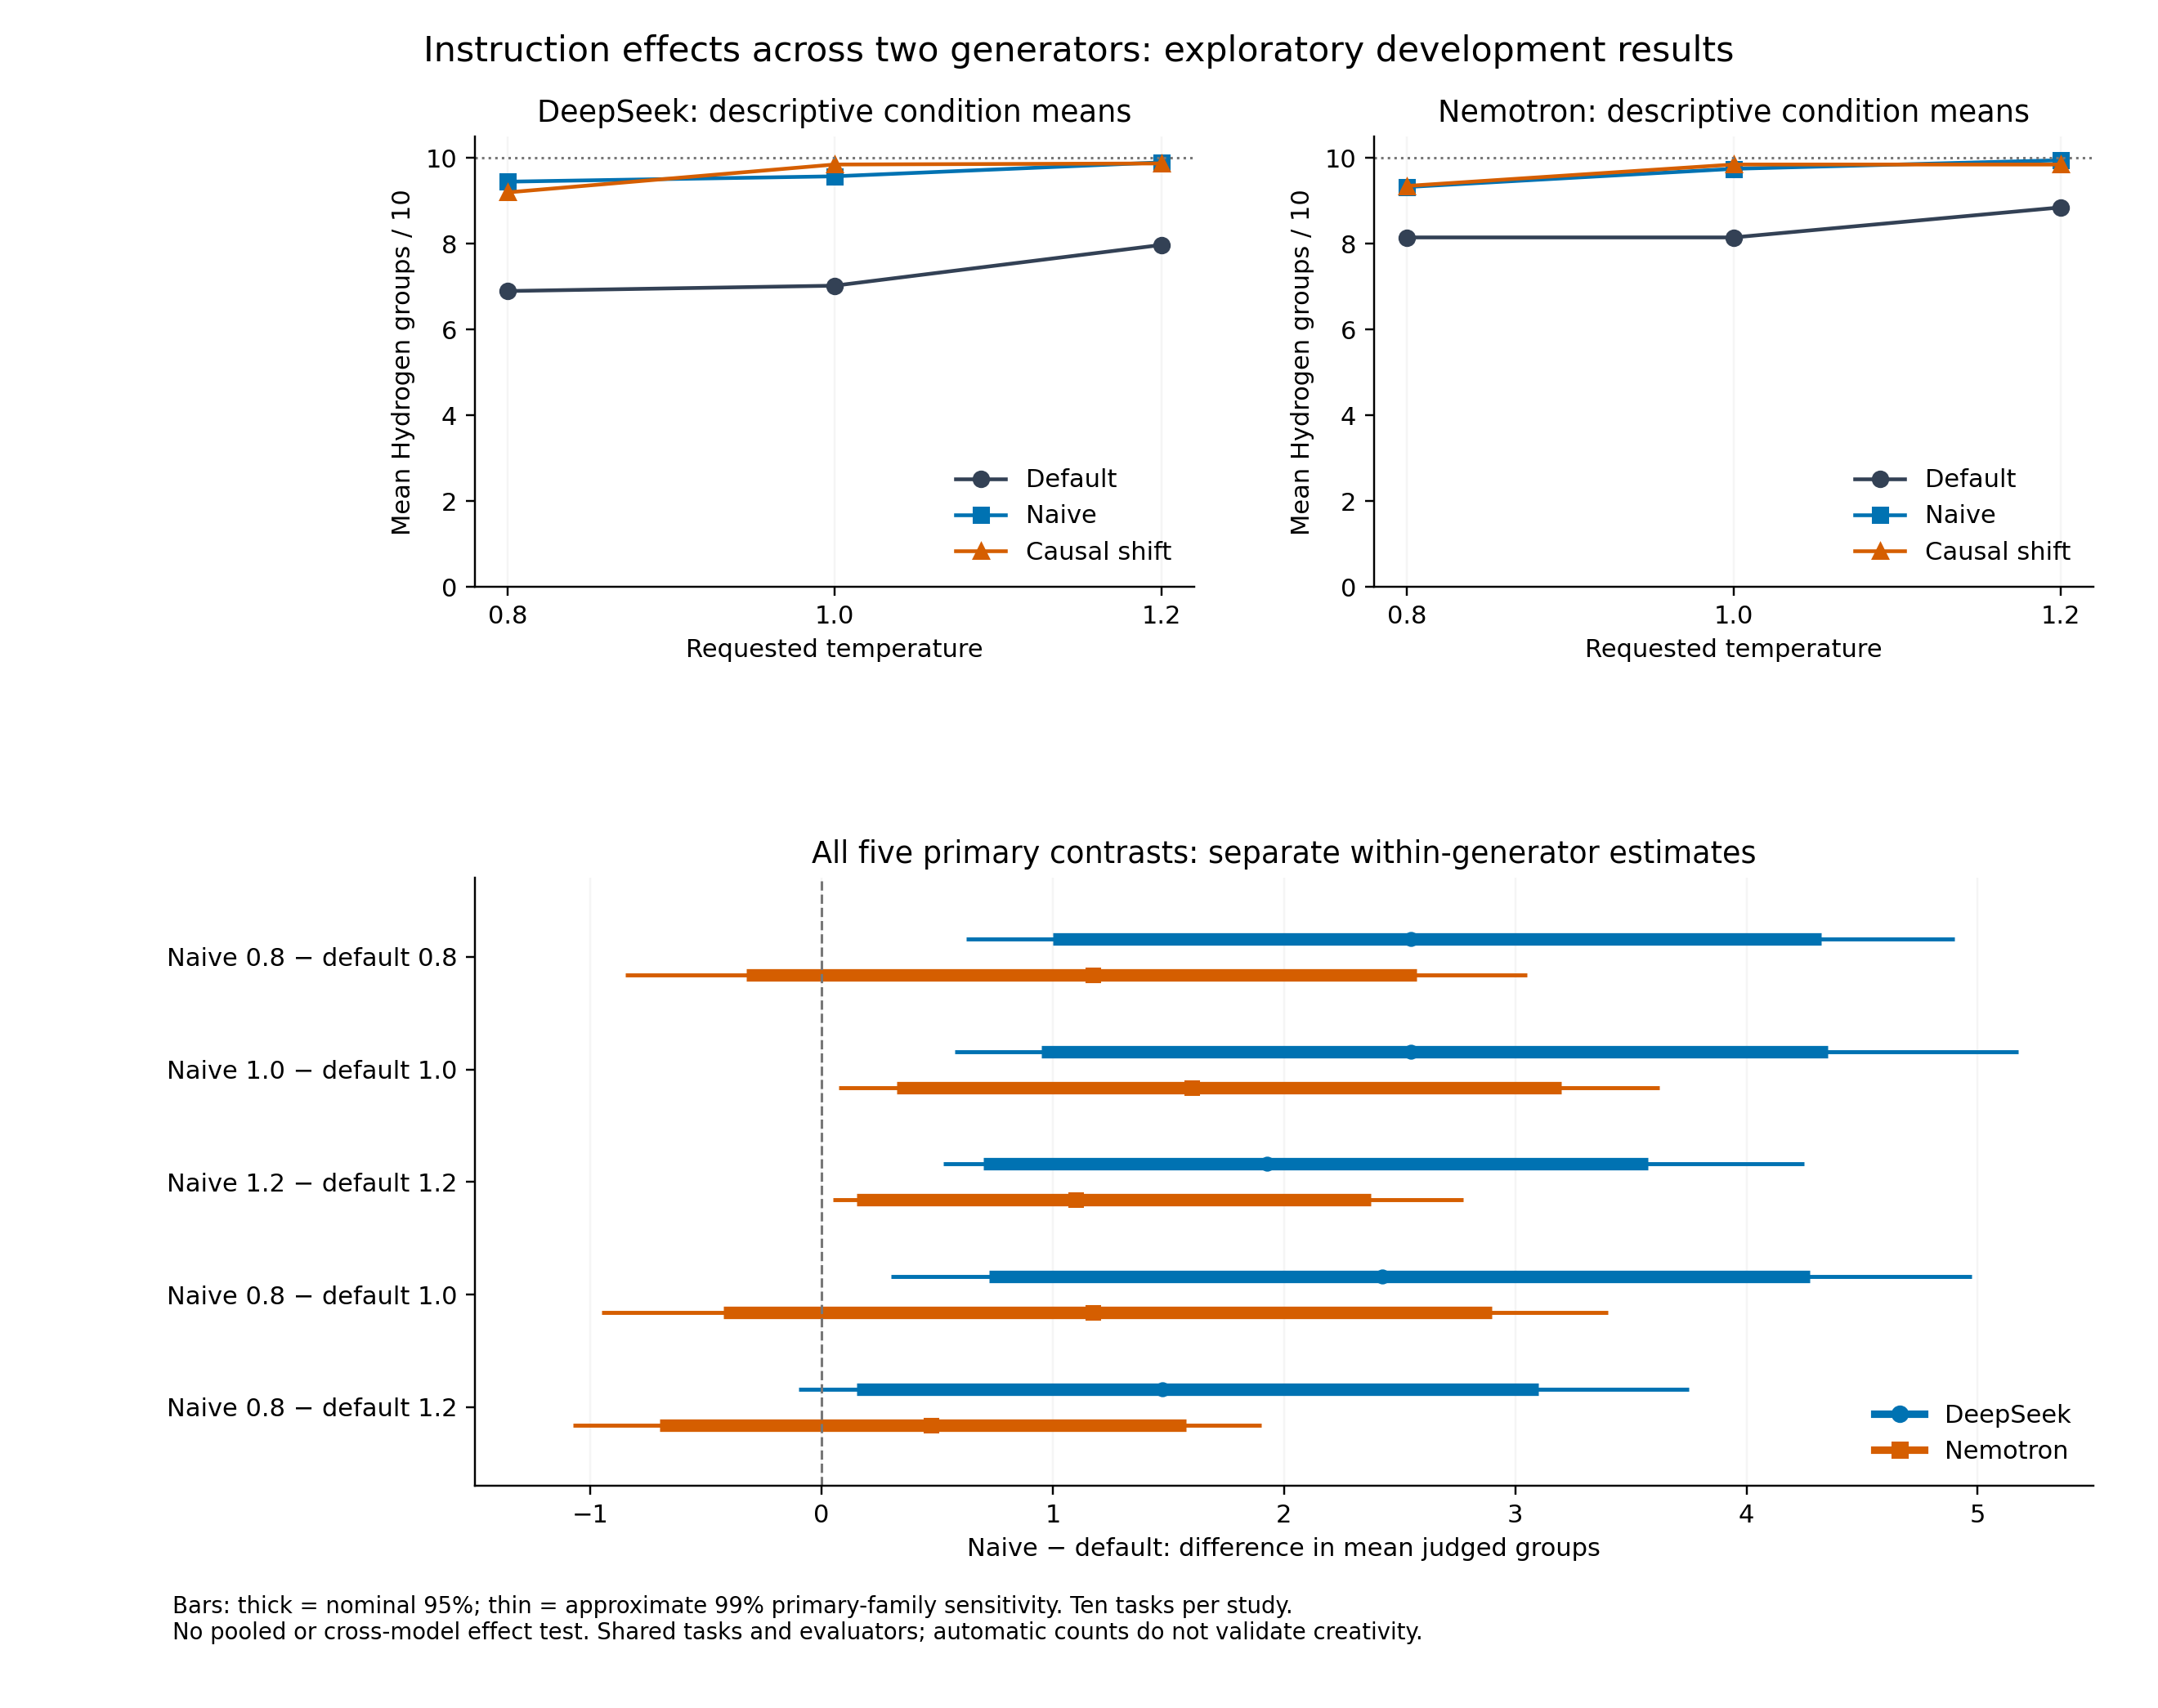 Instruction effects across two generators: exploratory development results
DeepSeek: descriptive condition means
Mean Hydrogen groups / 10
10
8
6
4
2
0
0.8
1.0
1.2
Requested temperature
Default
Naive
Causal shift
Nemotron: descriptive condition means
Mean Hydrogen groups / 10
10
8
6
4
2
0
0.8
1.0
1.2
Requested temperature
Default
Naive
Causal shift
All five primary contrasts: separate within-generator estimates
Naive 0.8 − default 0.8
Naive 1.0 − default 1.0
Naive 1.2 − default 1.2
Naive 0.8 − default 1.0
Naive 0.8 − default 1.2
DeepSeek
Nemotron
−1
0
1
2
3
4
5
Naive − default: difference in mean judged groups
Bars: thick = nominal 95%; thin = approximate 99% primary-family sensitivity. Ten tasks per study.
No pooled or cross-model effect test. Shared tasks and evaluators; automatic counts do not validate creativity.